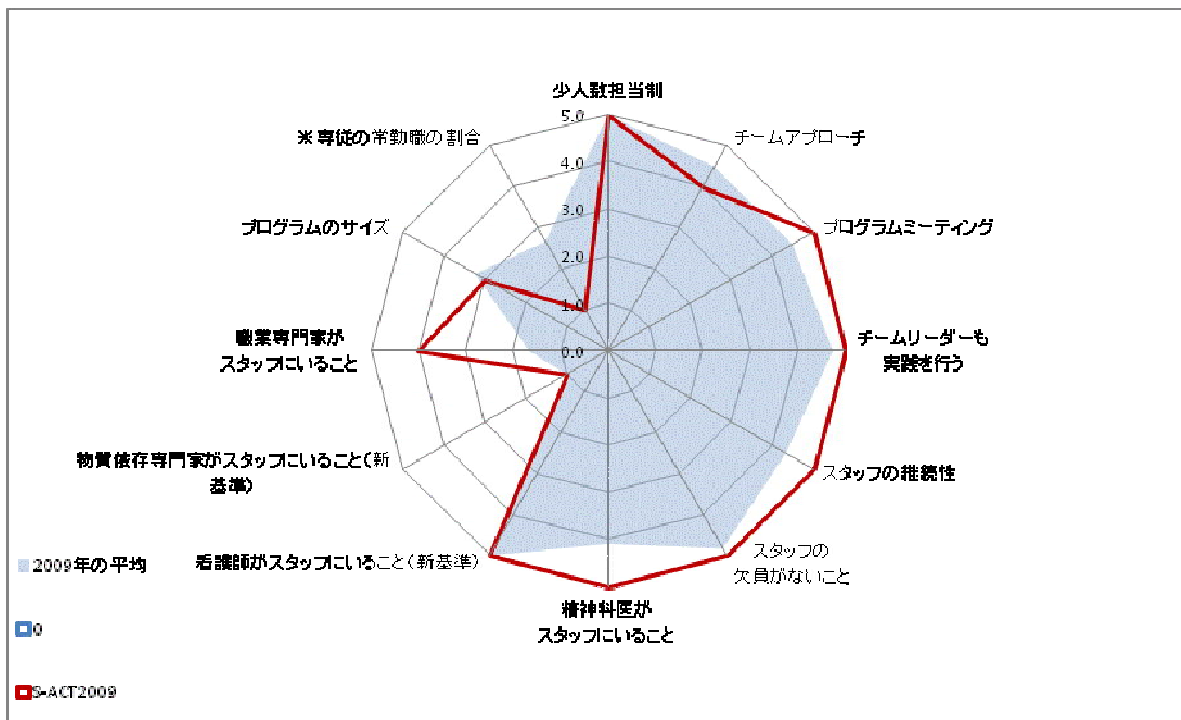 少人数担当制
5.0
※専従の常勤職の割合
チームアプローチ
4.0
プログラムのサイズ
3.0
プログラムミーティング
2.0
1.0
職業専門家が
スタッフにいること
0.0
チームリーダーも
実践を行う
物質依存専門家がスタッフにいること(新
基準)
スタッフの継続性
2009年の平均
看護師がスタッフにいること(新基準)
スタッフの
欠員がないこと
精神科医が
スタッフにいること
0
S-ACT2009